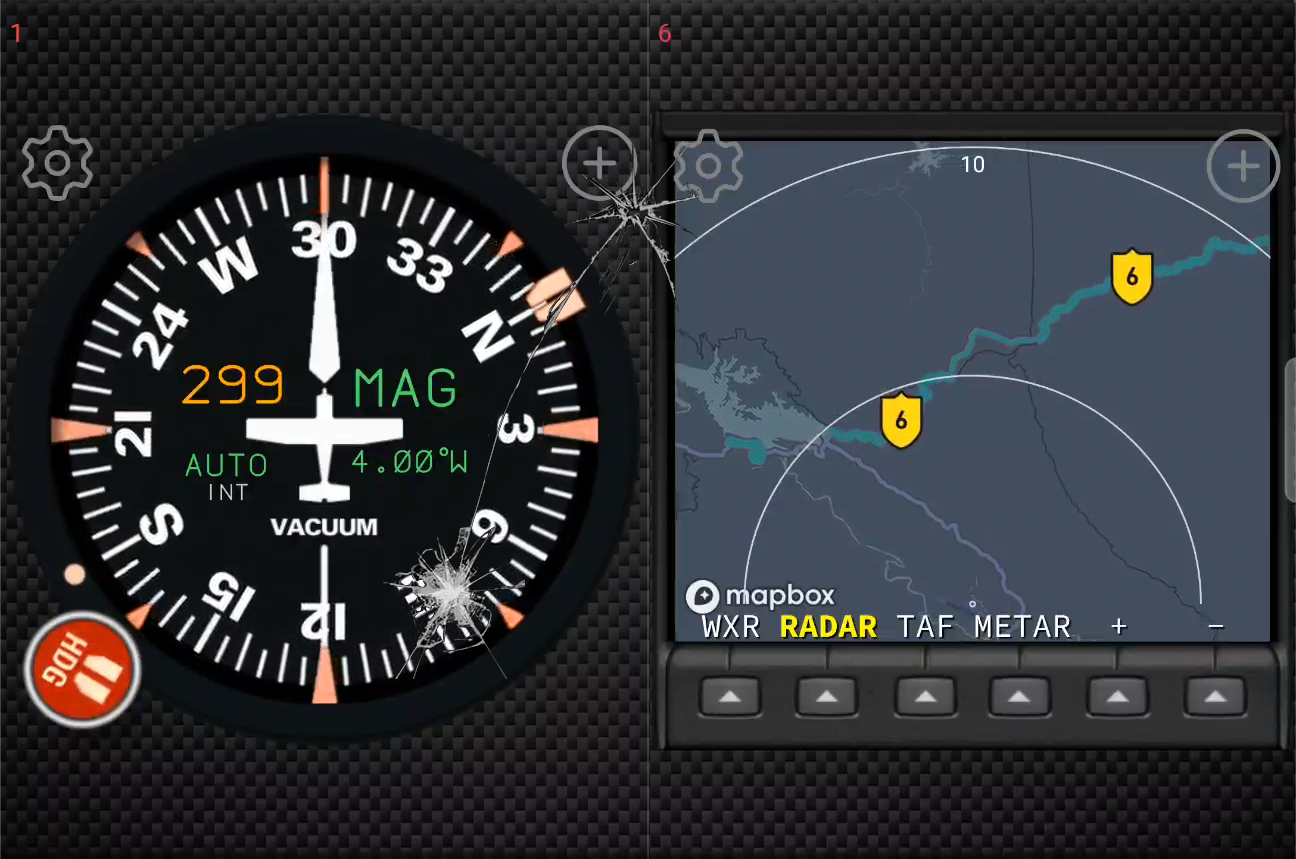 1
6
10
30
33
W
N
24
6
299
MAG
3
21
6
AUTO
4.00°W
INT
S
VACUUM
6
15
12
mapbox
HDG
WXR RADAR TAF METAR + −